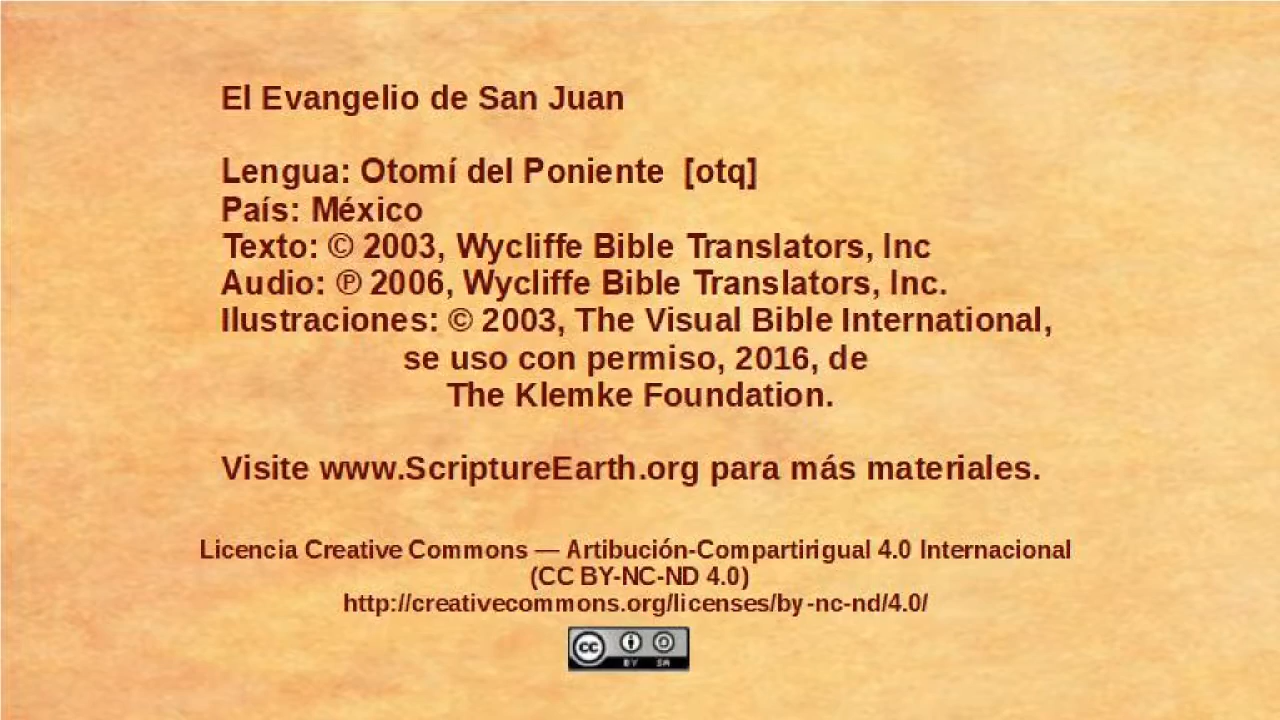 El Evangelio de San Juan
Lengua: Otomí del Poniente [otq]
País: México
Texto: © 2003, Wycliffe Bible Translators, Inc
Audio: ℗ 2006, Wycliffe Bible Translators, Inc.
Ilustraciones: © 2003, The Visual Bible International,
se uso con permiso, 2016, de
The Klemke Foundation.
Visite www.ScriptureEarth.org para más materiales.
Licencia Creative Commons — Artibución-Compartirigual 4.0 Internacional
(CC BY-NC-ND 4.0)
http://creativecommons.org/licenses/by-nc-nd/4.0/
cc
BY SA